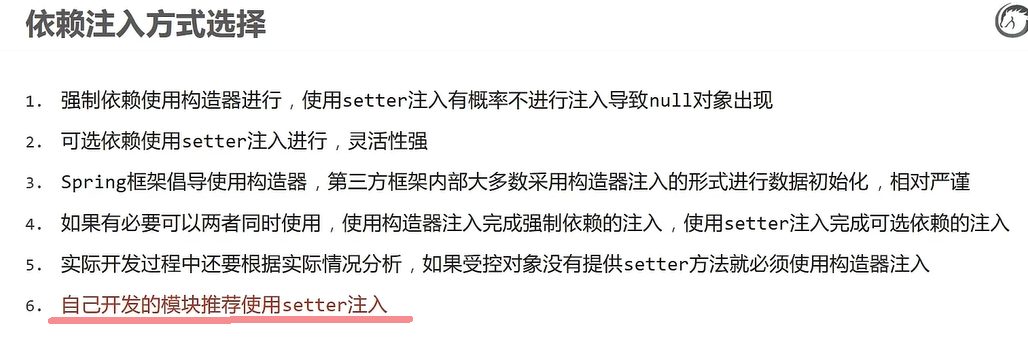 依赖注入方式选择
1. 强制依赖使用构造器进行，使用setter注入有概率不进行注入导致null对象出现
2. 可选依赖使用setter注入进行，灵活性强
3. Spring框架倡导使用构造器，第三方框架内部大多数采用构造器注入的形式进行数据初始化，相对严谨
4. 如果有必要可以两者同时使用，使用构造器注入完成强制依赖的注入，使用setter注入完成可选依赖的注入
5. 实际开发过程中还要根据实际情况分析，如果受控对象没有提供setter方法就必须使用构造器注入
6. 自己开发的模块推荐使用setter注入